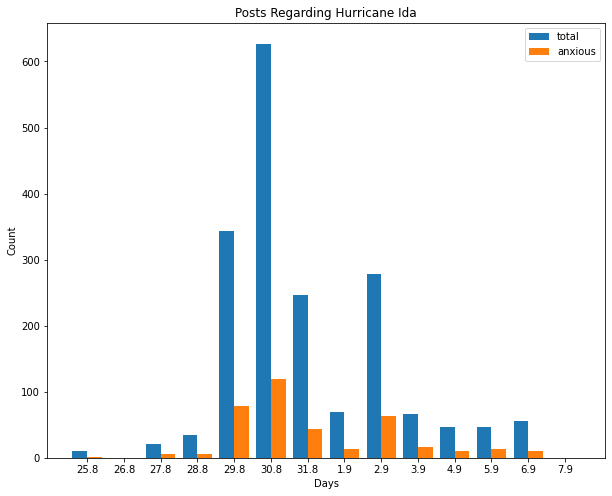 Posts Regarding Hurricane Ida
total
anxious
600
500
400
300
200
100
0
Count
25.8 26.8 27.8 28.8 29.8 30.8 31.8 1.9 2.9 3.9 4.9 5.9 6.9 7.9
Days